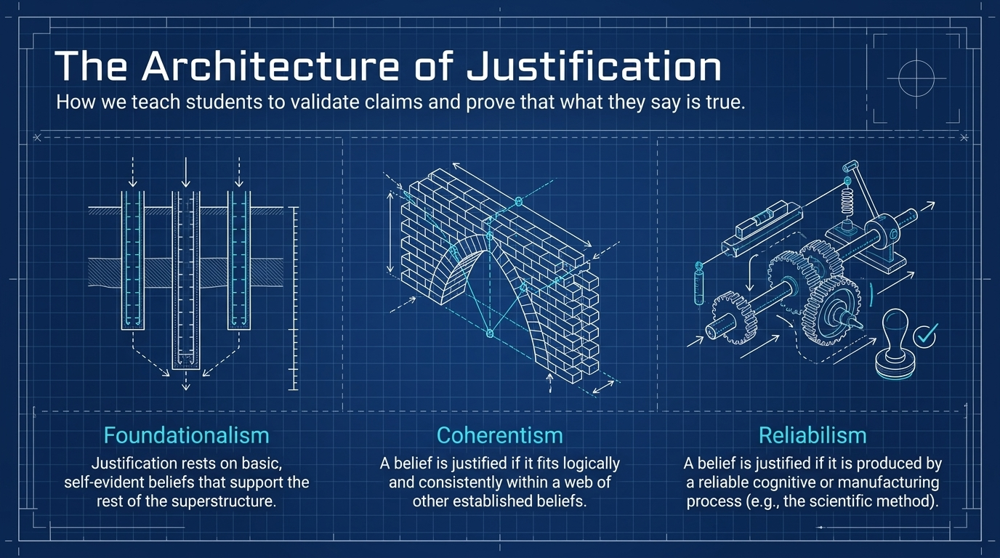 The Architecture of Justification
How we teach students to validate claims and prove that what they say is true.
Foundationalism
Justification rests on basic,
self-evident beliefs that support the
rest of the superstructure.
Coherentism
A belief is justified if it fits logically
and consistently within a web of
other established beliefs.
Reliabilism
A belief is justified if it is produced by
a reliable cognitive or manufacturing
process (e.g., the scientific method).